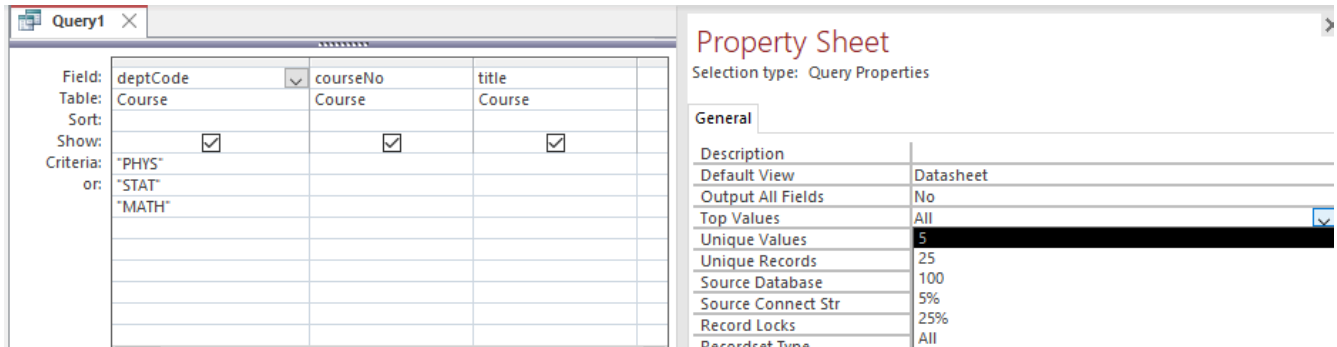 Query1
Field: deptCode courseNo title
Table: Course Course Course
Sort:
Show:
Criteria: "PHYS"
or: "STAT"
"MATH"
Property Sheet
Selection type: Query Properties
General
Description
Default View Datasheet
Output All Fields No
Top Values All
Unique Values 5
Unique Records 25
Source Database 100
Source Connect Str 5%
Record Locks 25%
Recordset Type All